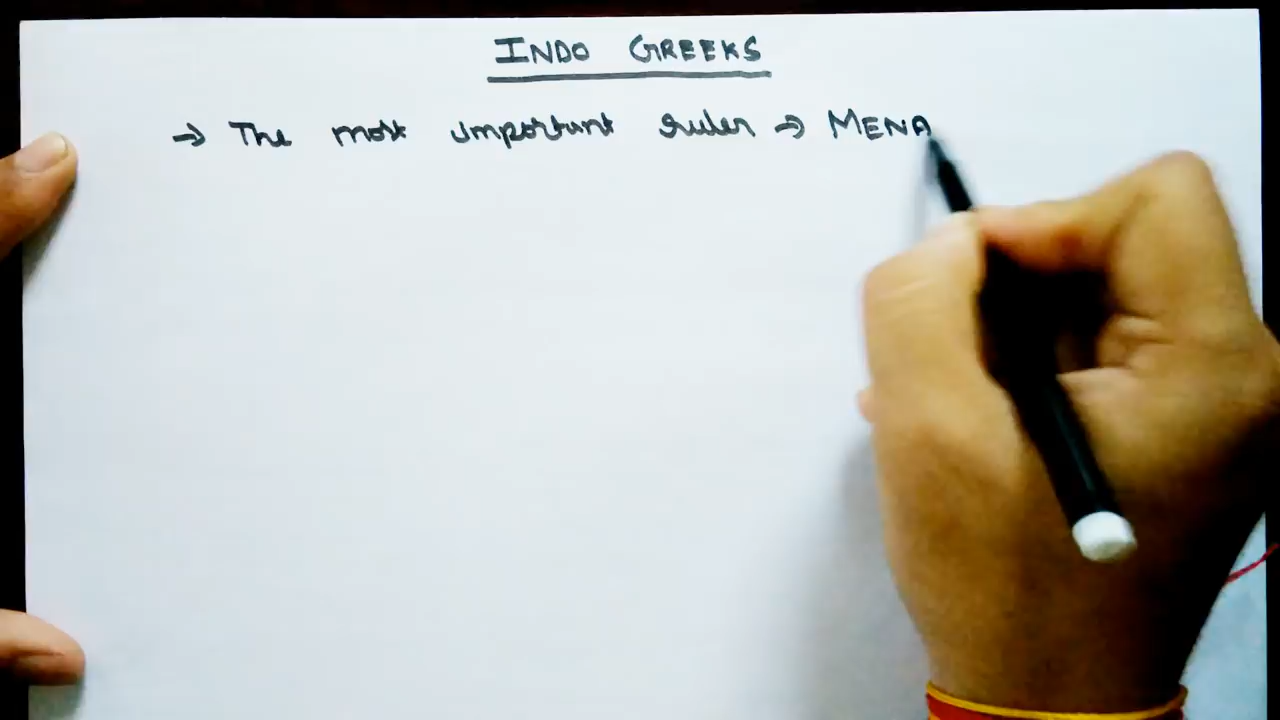 INDO GREEKS
→ The most important ruler → MENA